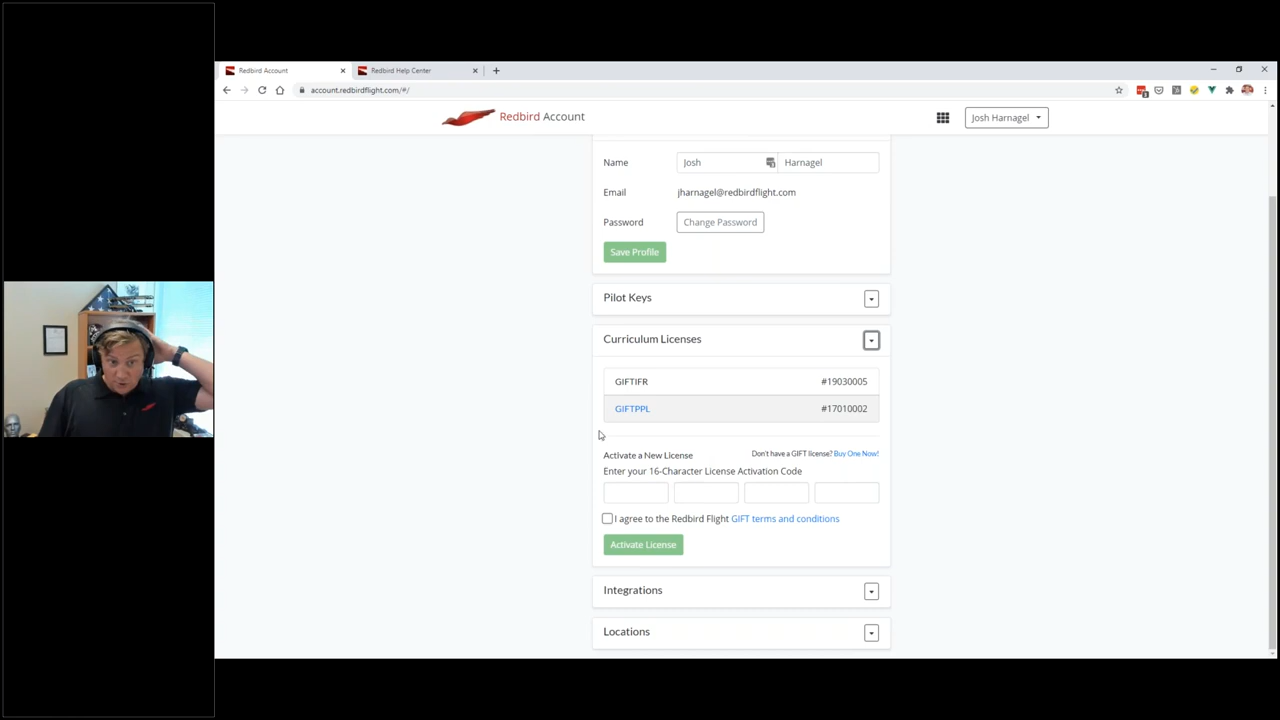 Redbird Account
Redbird Help Center
account.redbirdflight.com/#/
Redbird Account
Josh Harnagel
Name
Josh
Harnagel
Email
jharnagel@redbirdflight.com
Password
Change Password
Save Profile
Pilot Keys
Curriculum Licenses
GIFTIFR
#19030005
GIFTPPL
#17010002
Activate a New License
Don't have a GIFT license? Buy One Now!
Enter your 16-Character License Activation Code
I agree to the Redbird Flight GIFT terms and conditions
Activate License
Integrations
Locations